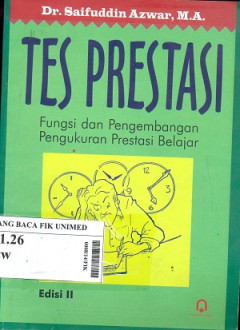 Dr. Saifuddin Azwar, M.A.
TES PRESTASI
Fungsi dan Pengembangan
Pengukuran Prestasi Belajar
ANG BACA FIK UNIMED
1.26
W
Edisi II